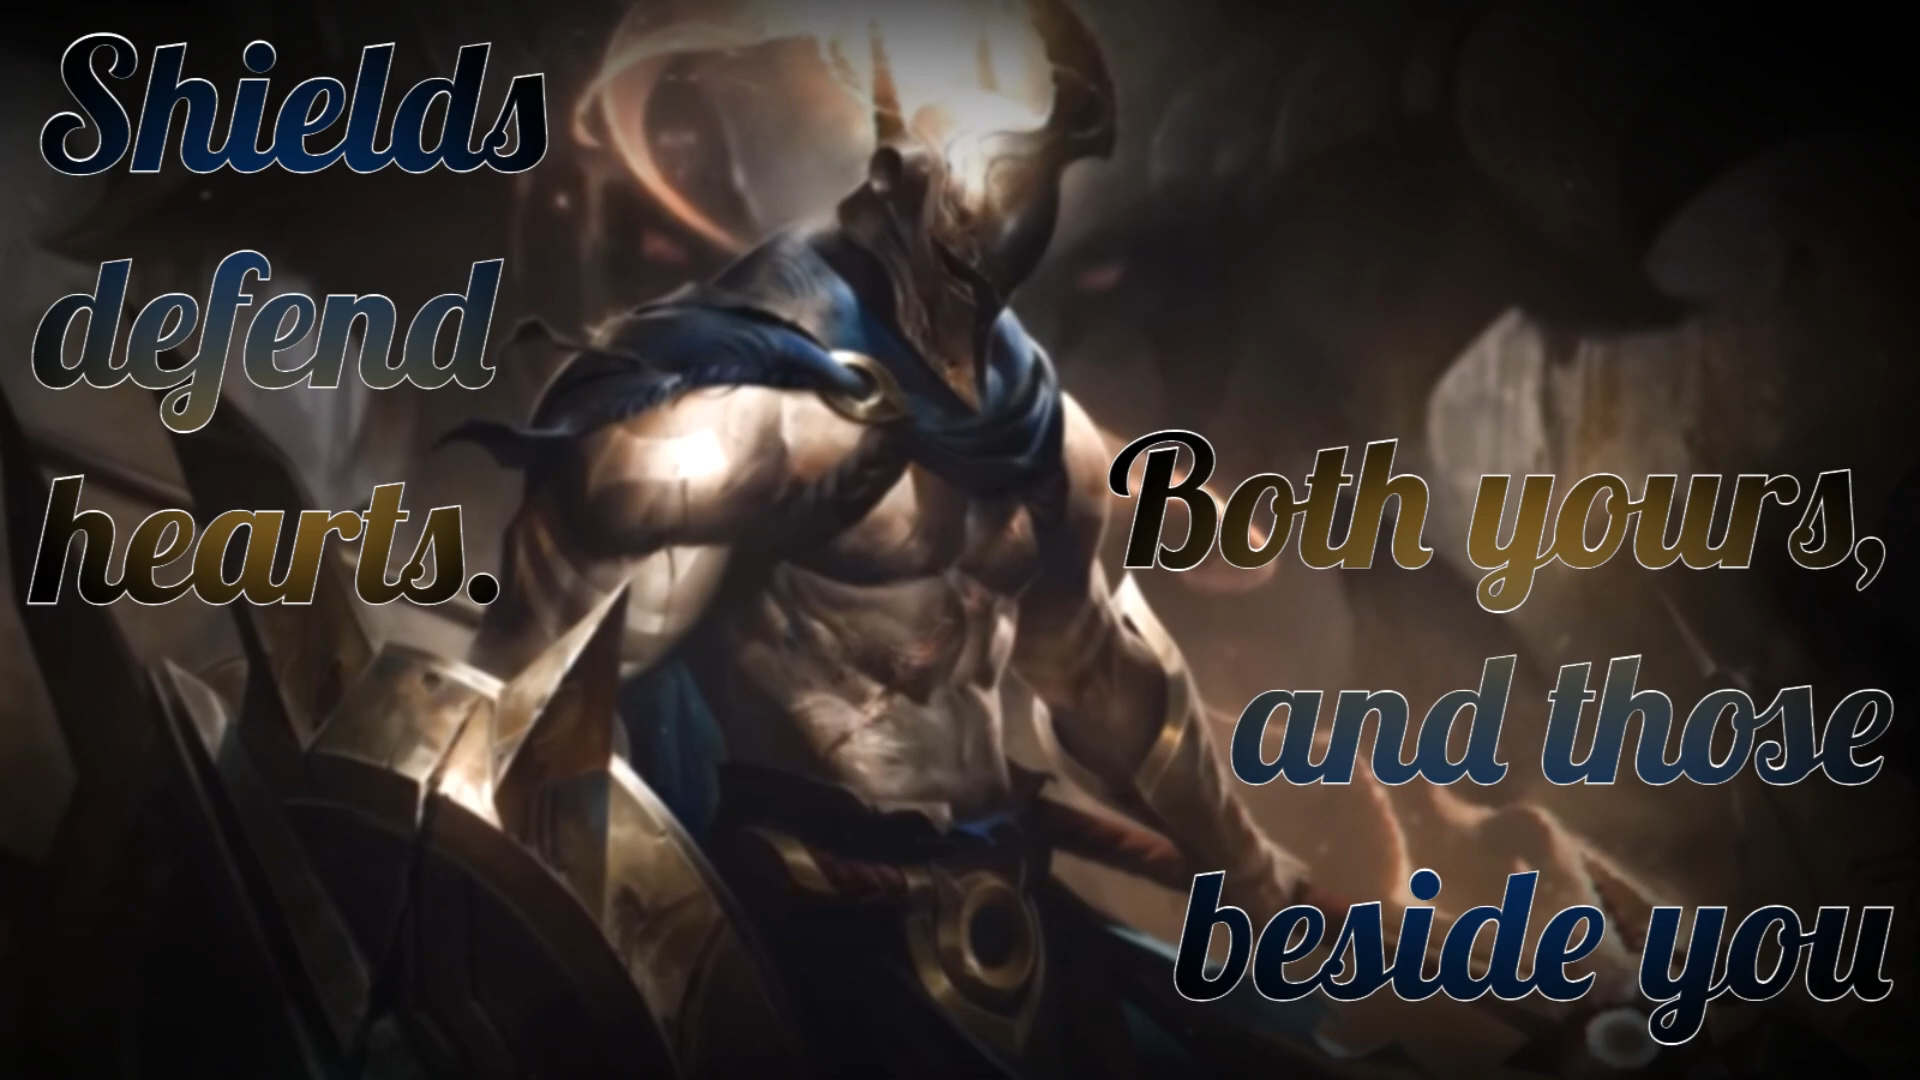 Shields
defend
hearts.
Both yours,
and those
beside you